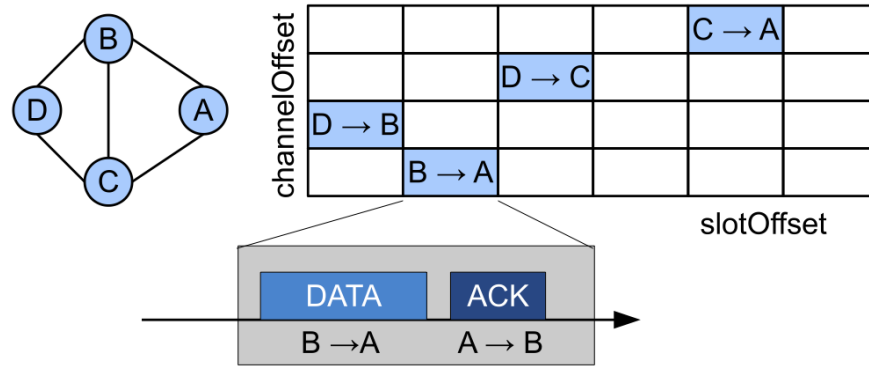 B
D
A
C
channelOffset
C → A
D → C
D → B
B → A
slotOffset
DATA
ACK
B →A
A → B